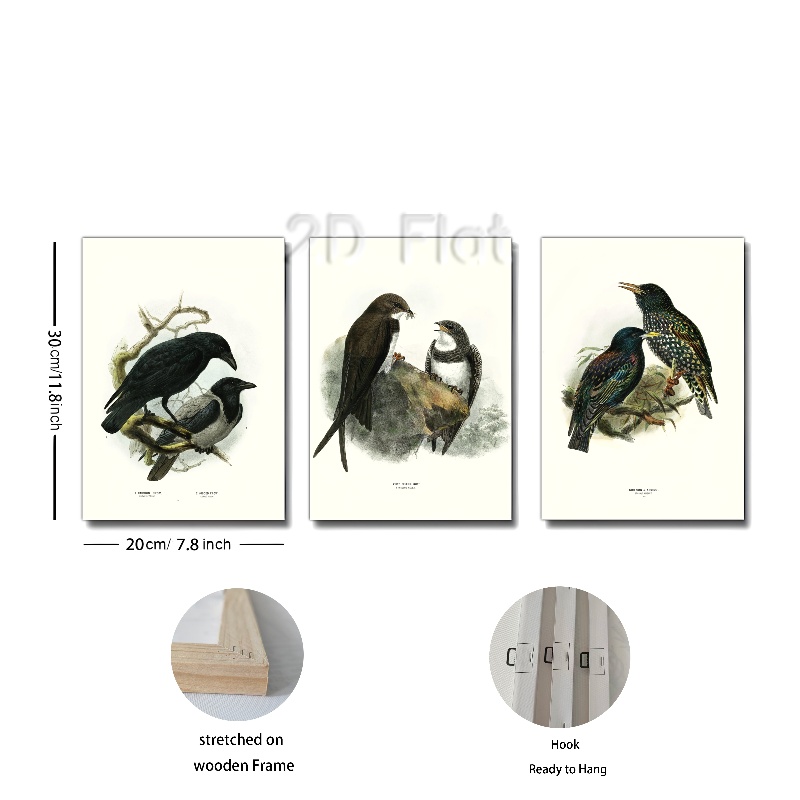 2D Flat
30cm/11.8inch
20cm/ 7.8 inch
stretched on
wooden Frame
Hook
Ready to Hang